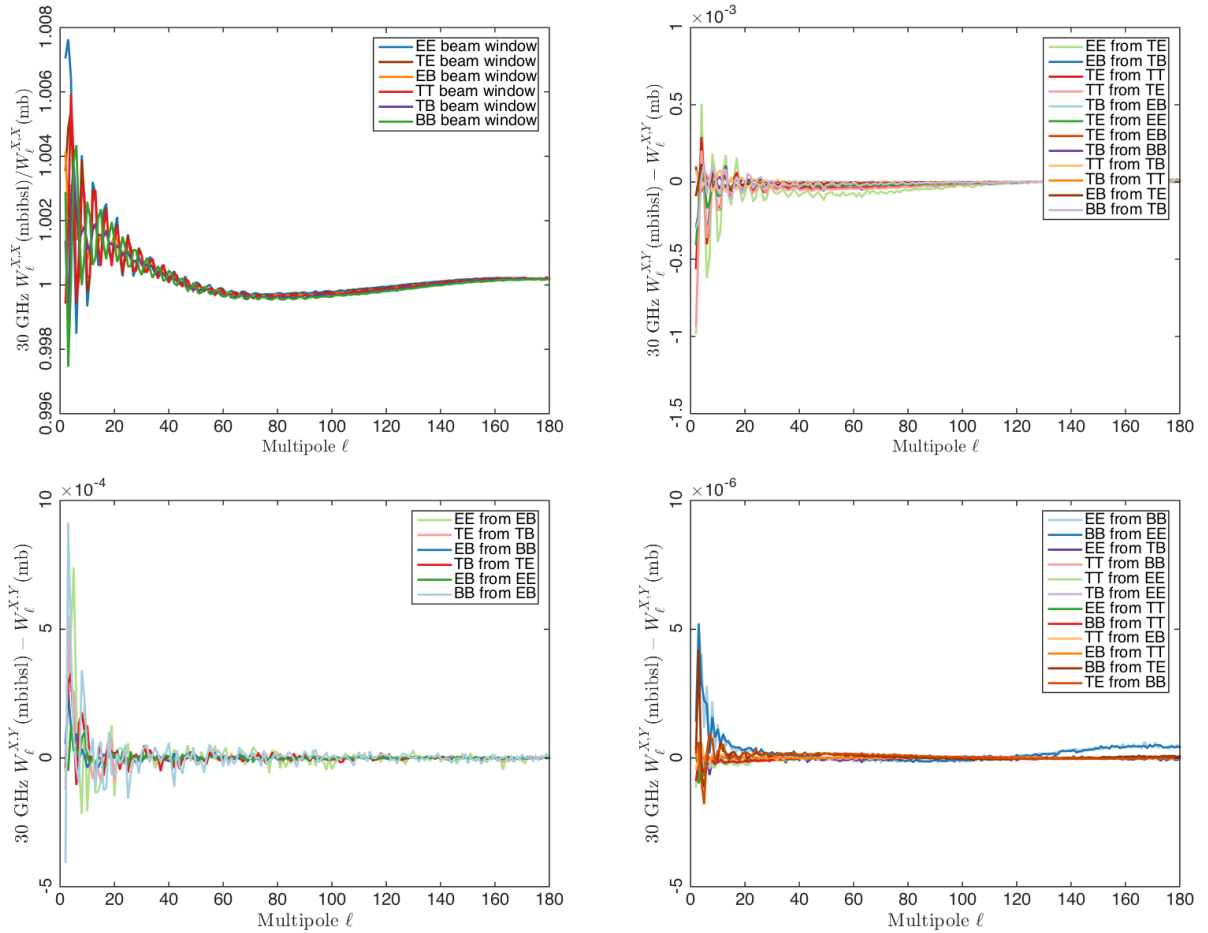 30 GHz W_ℓ^{X,X}(mbibsl)/W_ℓ^{X,X}(mb)
1.008
1.006
1.004
1.002
1
0.998
0.996
EE beam window
TE beam window
EB beam window
TT beam window
TB beam window
BB beam window
0 20 40 60 80 100 120 140 160 180
Multipole ℓ
×10^{-3}
30 GHz W_ℓ^{X,Y}(mbibsl) − W_ℓ^{X,Y}(mb)
1
0.5
0
-0.5
-1
-1.5
EE from TE
EB from TB
TE from TT
TT from TE
TB from EB
TE from EE
TE from EB
TB from BB
TT from TB
TB from TT
EB from TE
BB from TB
0 20 40 60 80 100 120 140 160 180
Multipole ℓ
×10^{-4}
30 GHz W_ℓ^{X,Y}(mbibsl) − W_ℓ^{X,Y}(mb)
10
5
0
-5
EE from EB
TE from TB
EB from BB
TB from TE
EB from EE
BB from EB
0 20 40 60 80 100 120 140 160 180
Multipole ℓ
×10^{-6}
30 GHz W_ℓ^{X,Y}(mbibsl) − W_ℓ^{X,Y}(mb)
10
5
0
-5
EE from BB
BB from EE
EE from TB
TT from BB
TT from EE
TB from EE
EE from TT
BB from TT
TT from EB
EB from TT
BB from TE
TE from BB
0 20 40 60 80 100 120 140 160 180
Multipole ℓ